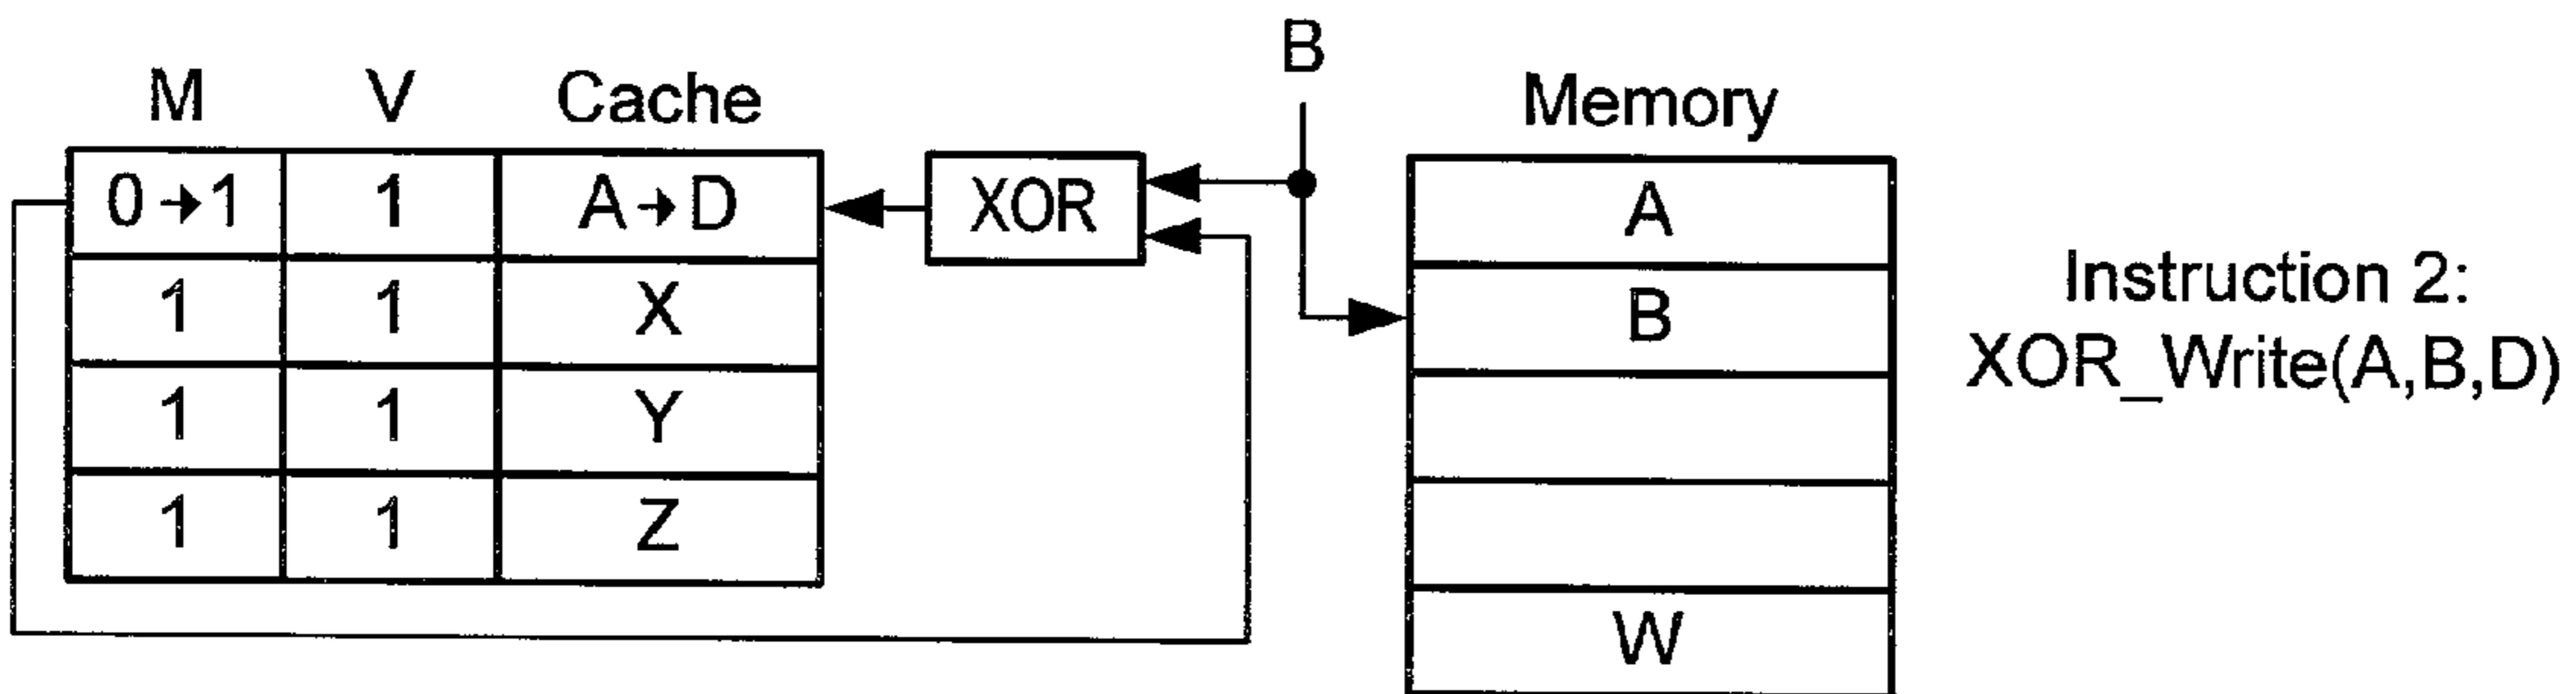 B
M V Cache Memory
0→1 1 A→D XOR A
1 1 X B
1 1 Y
1 1 Z
W
Instruction 2:
XOR_Write(A,B,D)